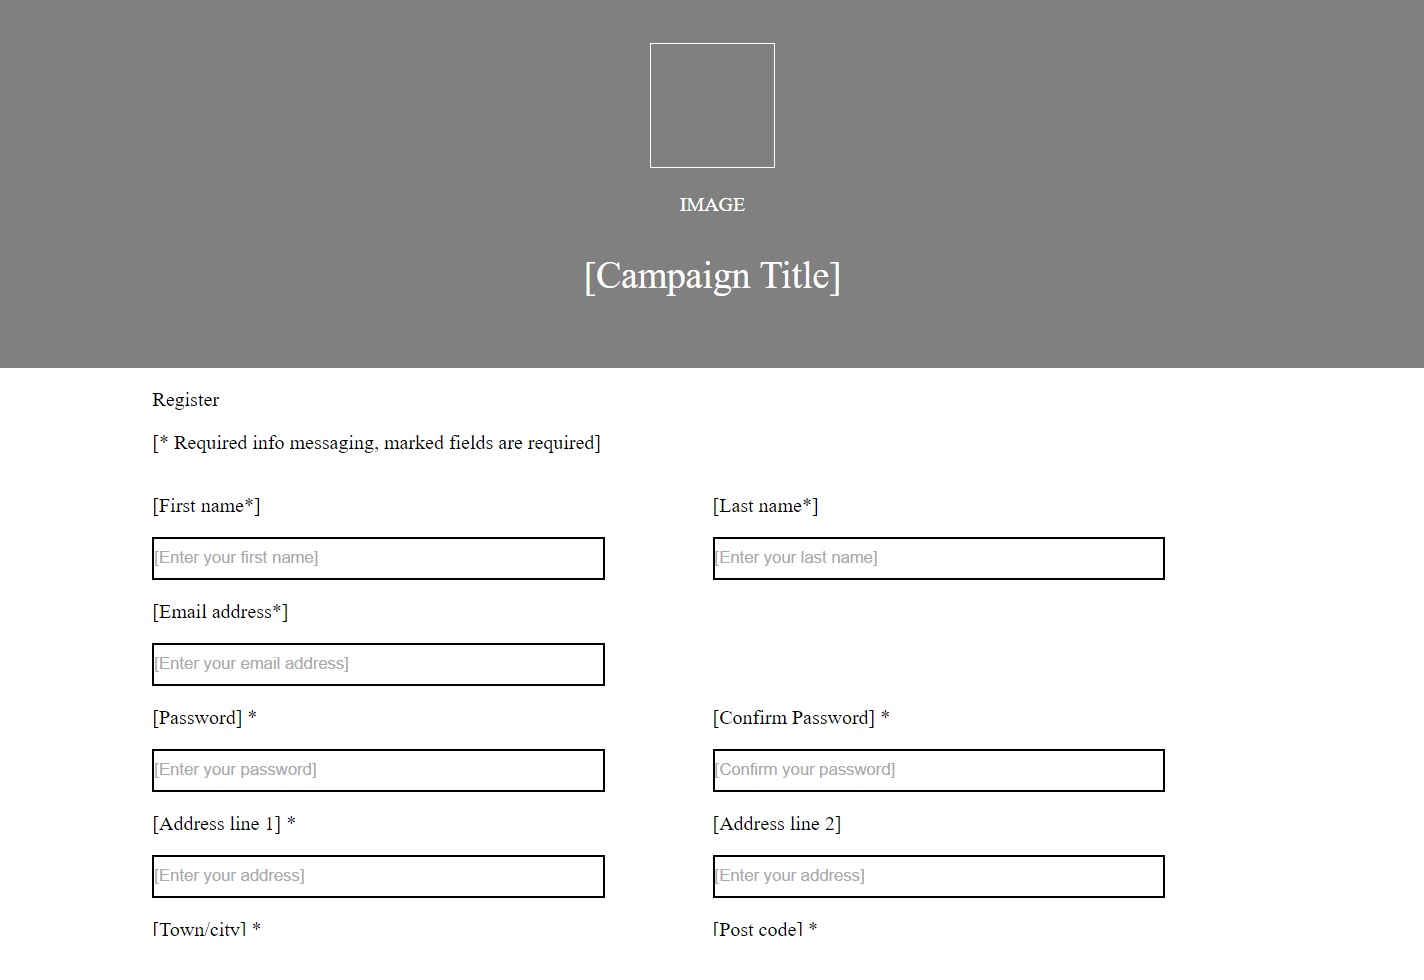 IMAGE
[Campaign Title]
Register
[* Required info messaging, marked fields are required]
[First name*]
[Last name*]
[Enter your first name]
[Enter your last name]
[Email address*]
[Enter your email address]
[Password] *
[Confirm Password] *
[Enter your password]
[Confirm your password]
[Address line 1] *
[Address line 2]
[Enter your address]
[Enter your address]
[Town/city] *
[Post code] *